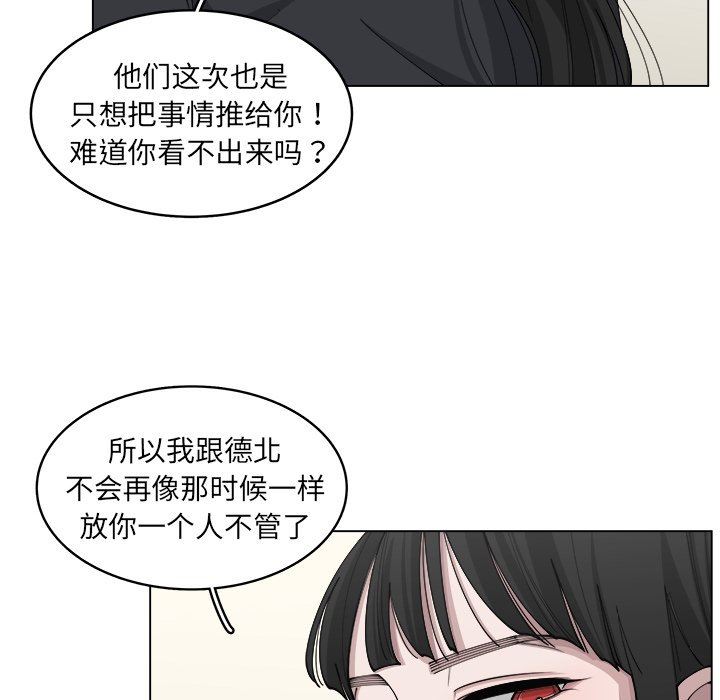 他们这次也是
只想把事情推给你！
难道你看不出来吗？
所以我跟德北
不会再像那时候一样
放你一个人不管了